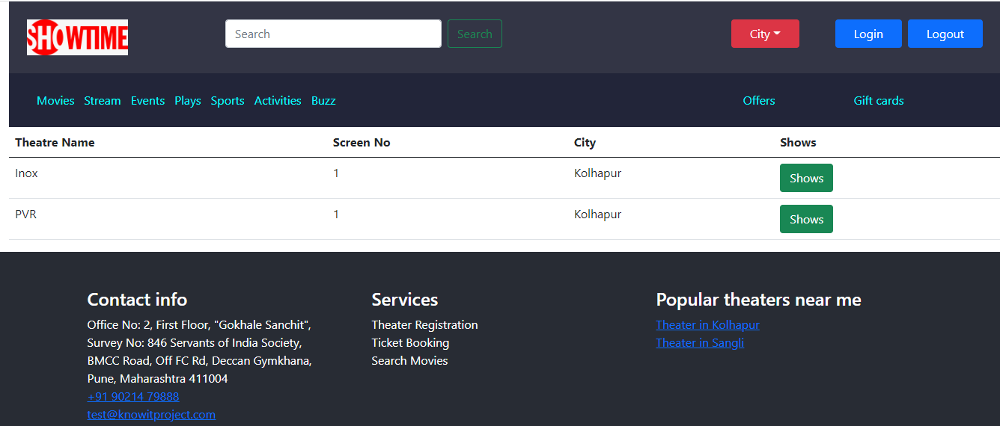 SHOWTIME Search Search City Login Logout
Movies Stream Events Plays Sports Activities Buzz Offers Gift cards
Theatre Name Screen No City Shows
Inox 1 Kolhapur Shows
PVR 1 Kolhapur Shows
Contact info
Office No: 2, First Floor, "Gokhale Sanchit",
Survey No: 846 Servants of India Society,
BMCC Road, Off FC Rd, Deccan Gymkhana,
Pune, Maharashtra 411004
+91 90214 79888
test@knowitproject.com
Services
Theater Registration
Ticket Booking
Search Movies
Popular theaters near me
Theater in Kolhapur
Theater in Sangli